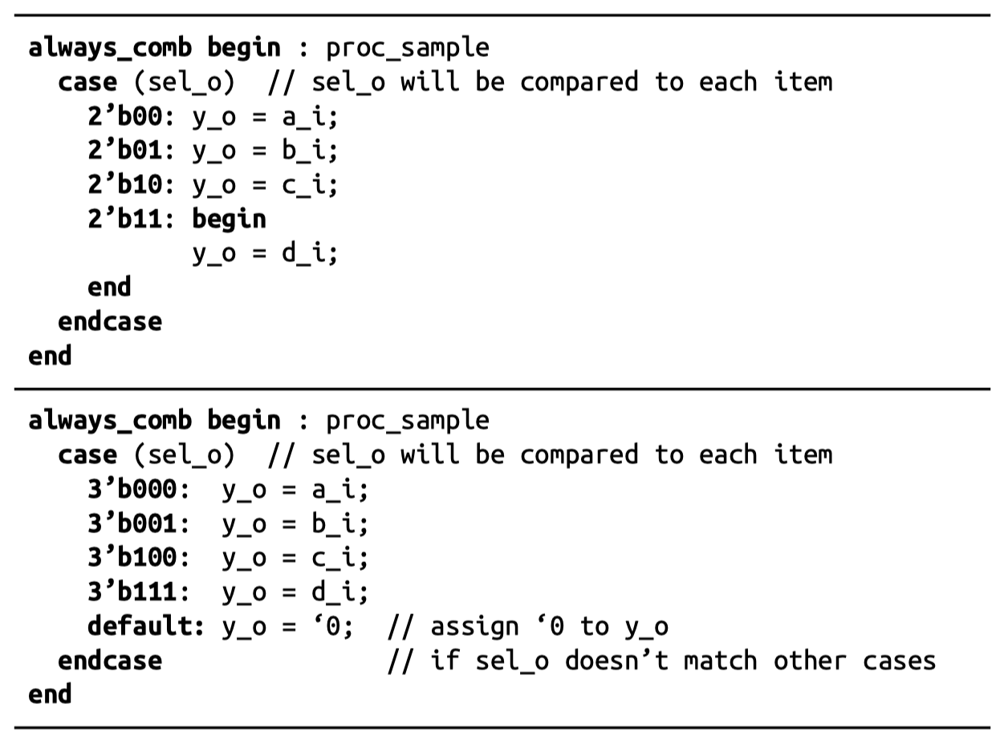 always_comb begin : proc_sample
  case (sel_o)  // sel_o will be compared to each item
    2’b00: y_o = a_i;
    2’b01: y_o = b_i;
    2’b10: y_o = c_i;
    2’b11: begin
           y_o = d_i;
    end
  endcase
end
always_comb begin : proc_sample
  case (sel_o)  // sel_o will be compared to each item
    3’b000:  y_o = a_i;
    3’b001:  y_o = b_i;
    3’b100:  y_o = c_i;
    3’b111:  y_o = d_i;
    default: y_o = ‘0;  // assign ‘0 to y_o
  endcase               // if sel_o doesn’t match other cases
end